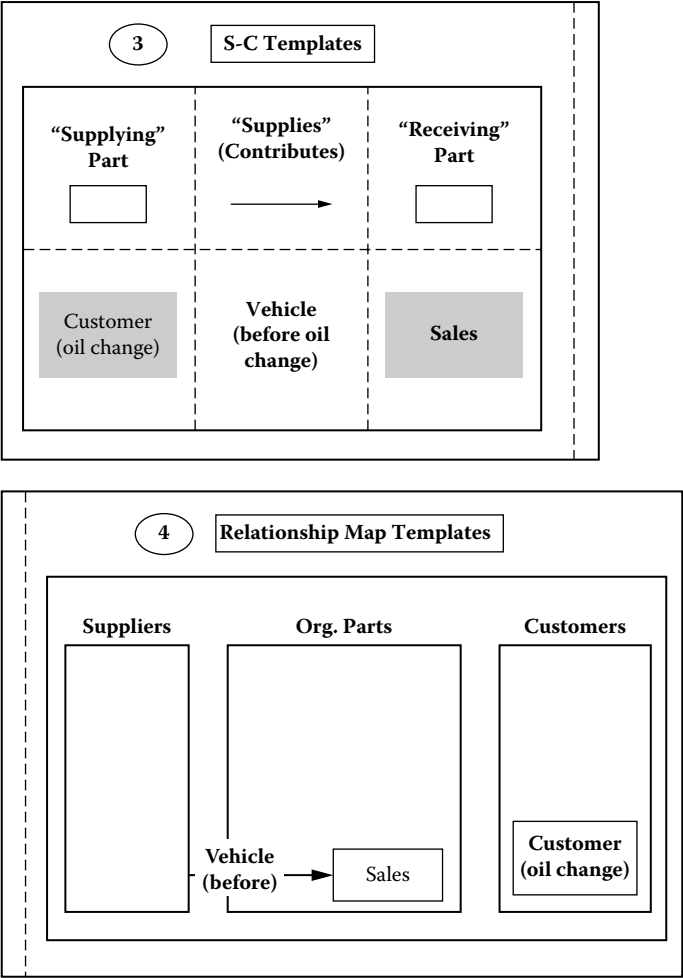 3
S-C Templates
“Supplying”
Part
“Supplies”
(Contributes)
“Receiving”
Part
Customer
(oil change)
Vehicle
(before oil
change)
Sales
4
Relationship Map Templates
Suppliers
Org. Parts
Customers
Vehicle
(before)
Sales
Customer
(oil change)